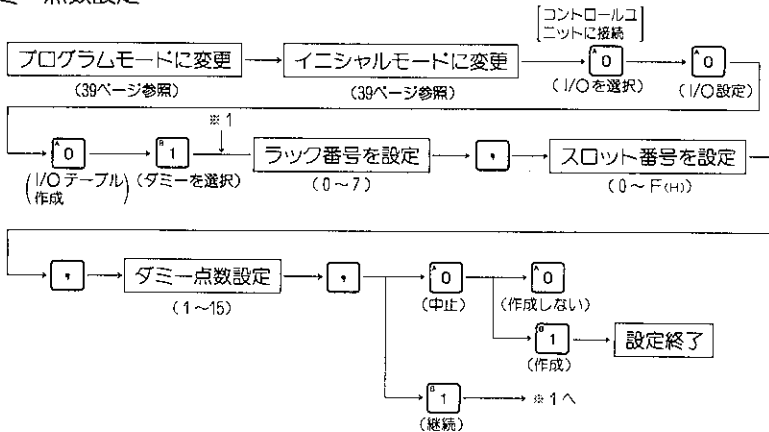 ミー点数設定
コントロールユ
ニットに接続
プログラムモードに変更
イニシャルモードに変更
A 0
A 0
(39ページ参照)
(39ページ参照)
(I/Oを選択)
(I/O設定)
※1
A 0
B 1
ラック番号を設定
,
スロット番号を設定
(I/Oテーブル
作成)
(ダミーを選択)
(0～7)
(0～F(H))
,
ダミー点数設定
,
A 0
A 0
(1～15)
(中止)
(作成しない)
B 1
設定終了
(作成)
B 1
※1へ
(継続)